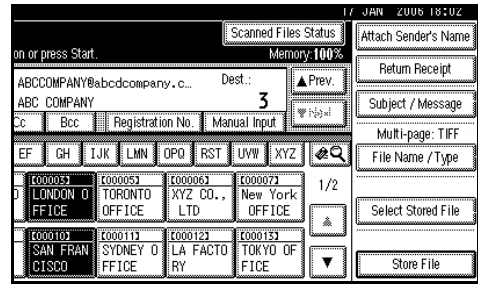 17 JAN 2006 18:02
Scanned Files Status
Attach Sender's Name
on or press Start.
Memory:100%
Return Receipt
ABCCOMPANY@abcdcompany.c...
Dest.:
▲Prev.
ABC COMPANY
3
Subject / Message
Cc
Bcc
Registration No.
Manual Input
Multi-page: TIFF
EF
GH
IJK
LMN
OPQ
RST
UVW
XYZ
File Name / Type
[00003]
LONDON O
FFICE
[00005]
TORONTO
OFFICE
[00006]
XYZ CO.,
LTD
[00007]
New York
OFFICE
1/2
Select Stored File
[00010]
SAN FRAN
CISCO
[00011]
SYDNEY O
FFICE
[00012]
LA FACTO
RY
[00013]
TOKYO OF
FICE
▼
Store File